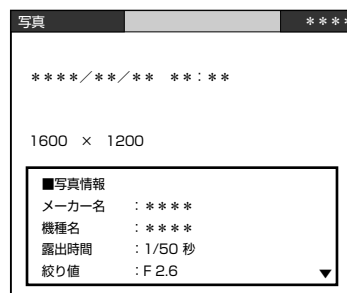 写真 ＊＊＊＊
＊＊＊＊／＊＊／＊＊ ＊＊：＊＊
1600 × 1200
■写真情報
メーカー名 ：＊＊＊＊
機種名 ：＊＊＊＊
露出時間 ：1/50 秒
絞り値 ：F 2.6 ▼